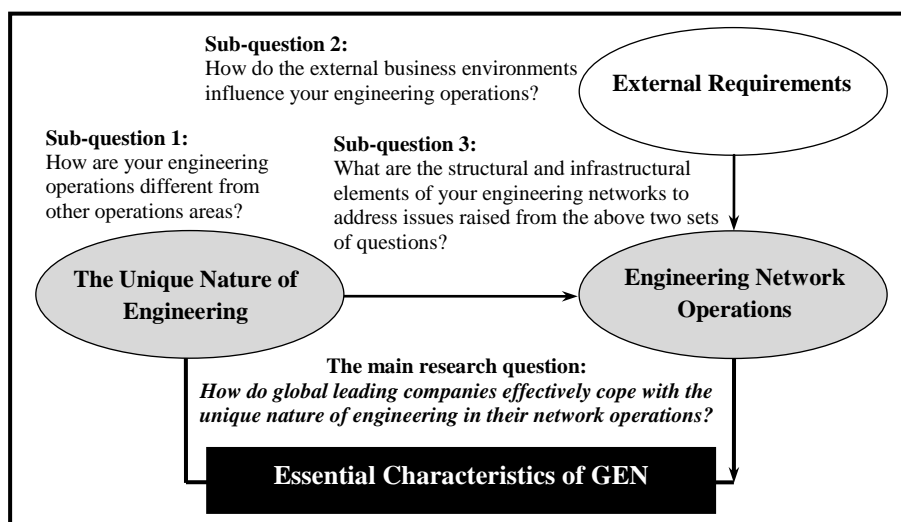 Sub-question 2:
How do the external business environments
influence your engineering operations?
External Requirements
Sub-question 1:
How are your engineering
operations different from
other operations areas?
Sub-question 3:
What are the structural and infrastructural
elements of your engineering networks to
address issues raised from the above two sets
of questions?
The Unique Nature of
Engineering
Engineering Network
Operations
The main research question:
How do global leading companies effectively cope with the
unique nature of engineering in their network operations?
Essential Characteristics of GEN